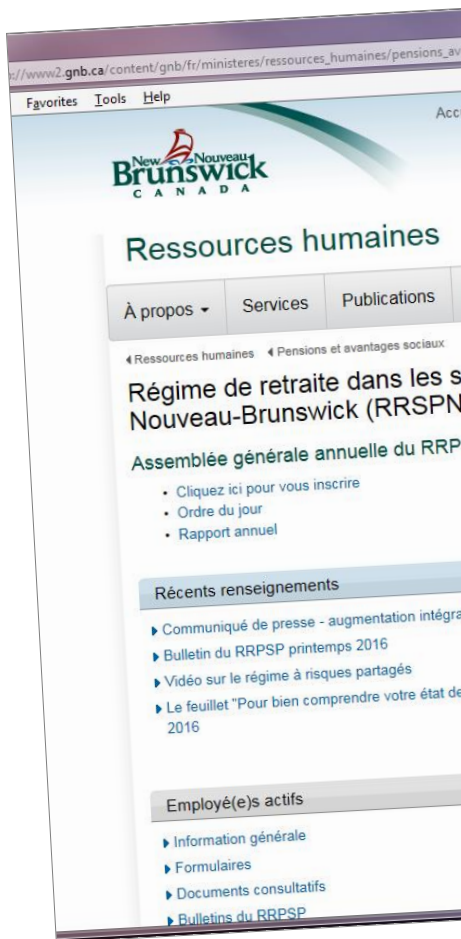 ://www2.gnb.ca/content/gnb/fr/ministeres/ressources_humaines/pensions_av
Favorites Tools Help
Acc
New Nouveau
Brunswick
CANADA
Ressources humaines
À propos
Services
Publications
Ressources humaines
Pensions et avantages sociaux
Régime de retraite dans les s
Nouveau-Brunswick (RRSPN
Assemblée générale annuelle du RRP
• Cliquez ici pour vous inscrire
• Ordre du jour
• Rapport annuel
Récents renseignements
Communiqué de presse - augmentation intégra
Bulletin du RRPSP printemps 2016
Vidéo sur le régime à risques partagés
Le feuillet "Pour bien comprendre votre état de
2016
Employé(e)s actifs
Information générale
Formulaires
Documents consultatifs
Bulletins du RRPSP